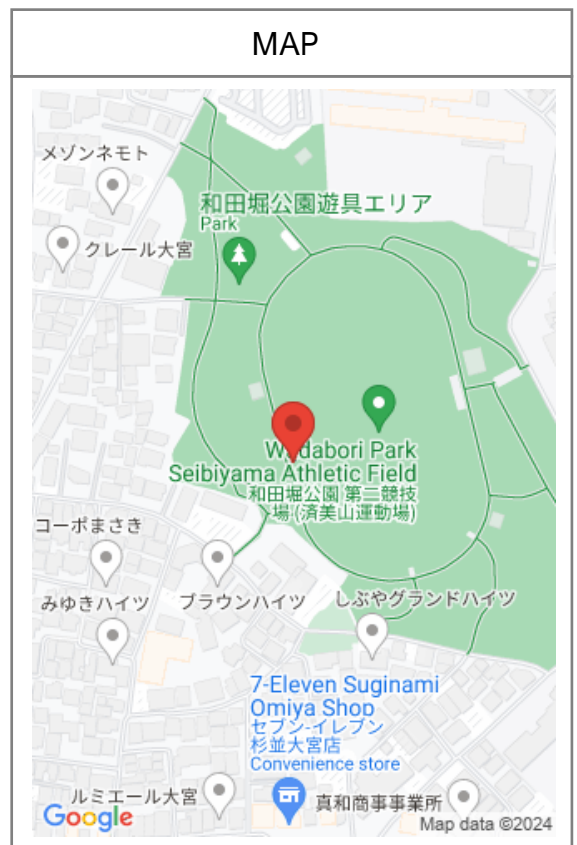 MAP
メゾンネモト
クレール大宮
和田堀公園遊具エリア
Park
Wadabori Park
Seibiyama Athletic Field
和田堀公園 第二競技
場 (済美山運動場)
コーポまさき
みゆきハイツ
ブラウンハイツ
しぶやグランドハイツ
7-Eleven Suginami
Omiya Shop
セブン-イレブン
杉並大宮店
Convenience store
ルミエール大宮
真和商事事業所
Google
Map data ©2024